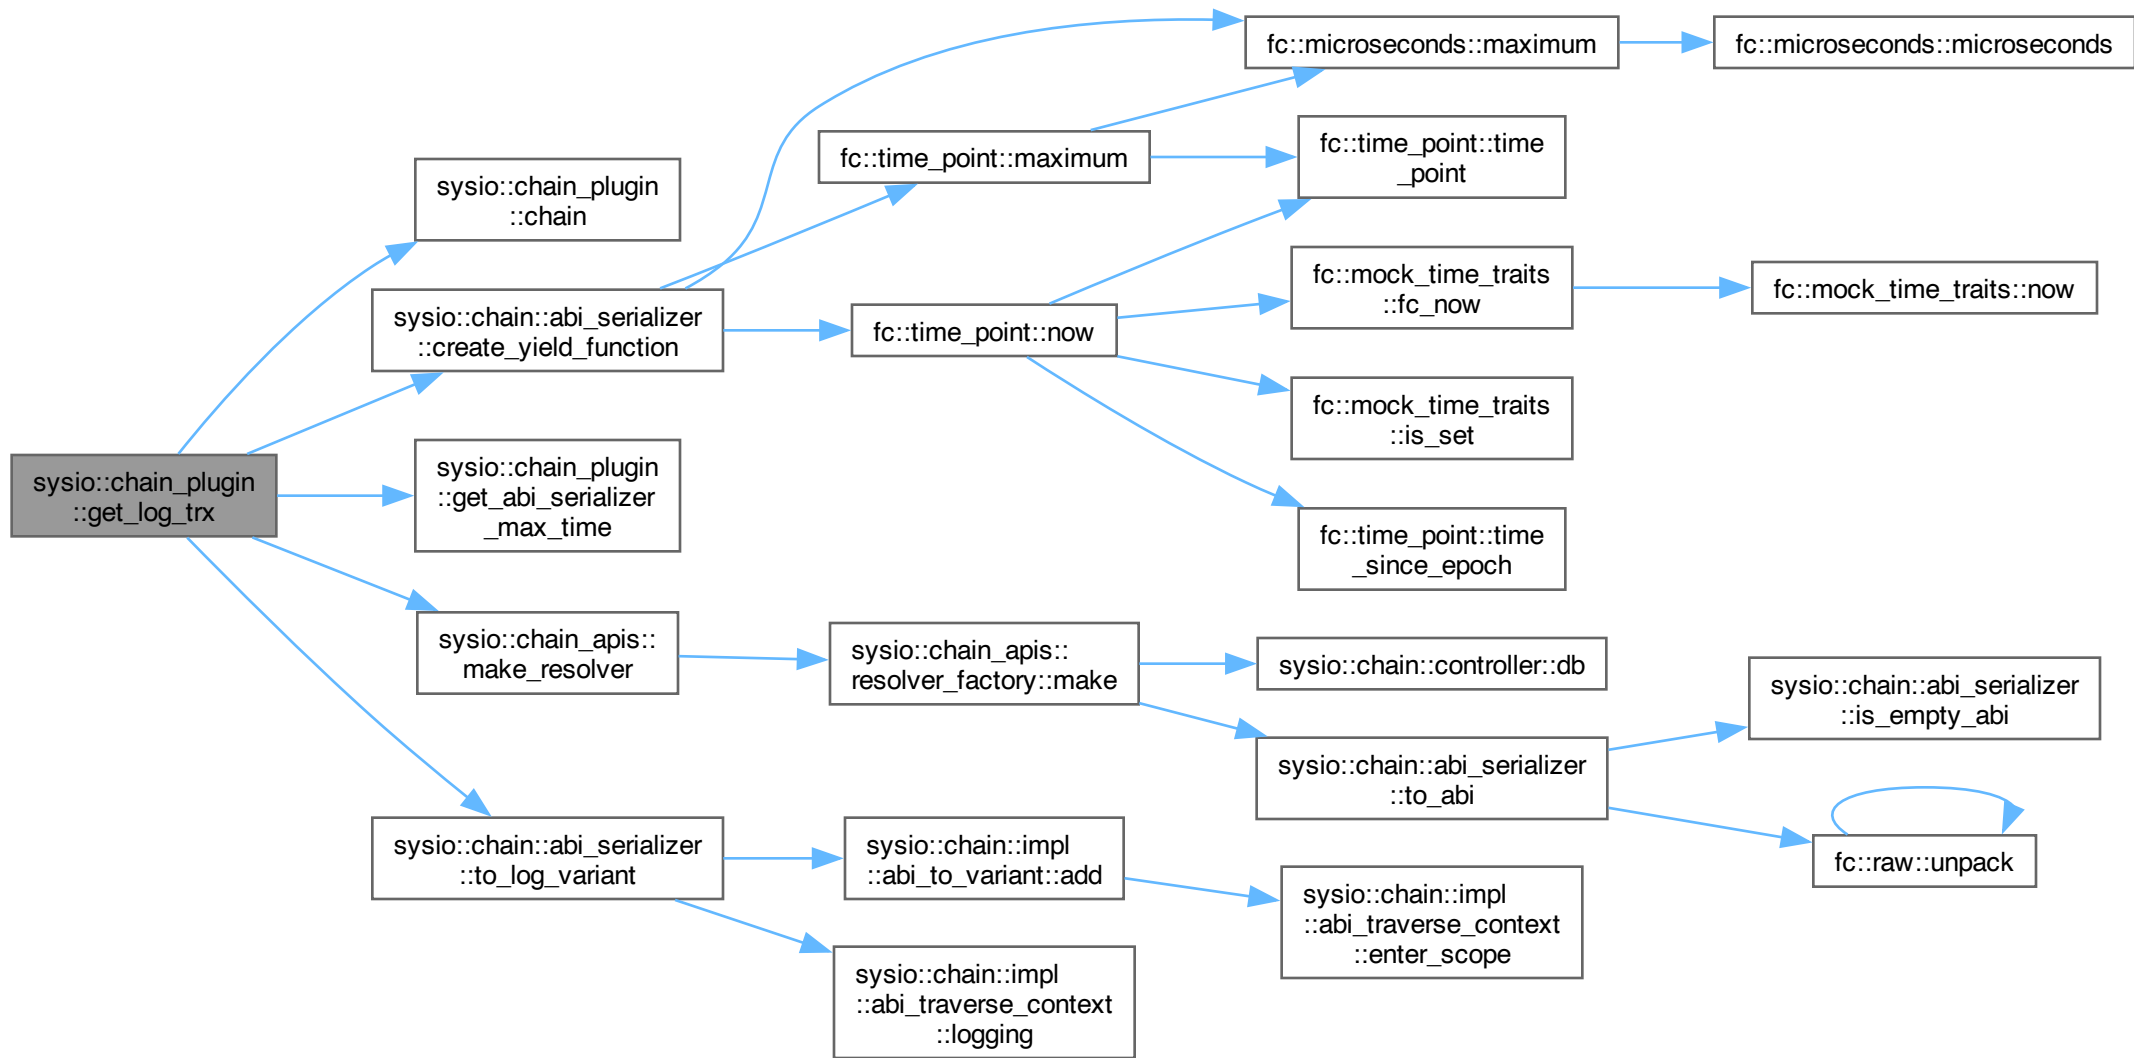 fc::microseconds::maximum
fc::microseconds::microseconds
fc::time_point::maximum
fc::time_point::time
_point
sysio::chain_plugin
::chain
fc::mock_time_traits
::fc_now
fc::mock_time_traits::now
sysio::chain::abi_serializer
::create_yield_function
fc::time_point::now
fc::mock_time_traits
::is_set
sysio::chain_plugin
::get_log_trx
sysio::chain_plugin
::get_abi_serializer
_max_time
fc::time_point::time
_since_epoch
sysio::chain_apis::
make_resolver
sysio::chain_apis::
resolver_factory::make
sysio::chain::controller::db
sysio::chain::abi_serializer
::is_empty_abi
sysio::chain::abi_serializer
::to_abi
fc::raw::unpack
sysio::chain::abi_serializer
::to_log_variant
sysio::chain::impl
::abi_to_variant::add
sysio::chain::impl
::abi_traverse_context
::enter_scope
sysio::chain::impl
::abi_traverse_context
::logging